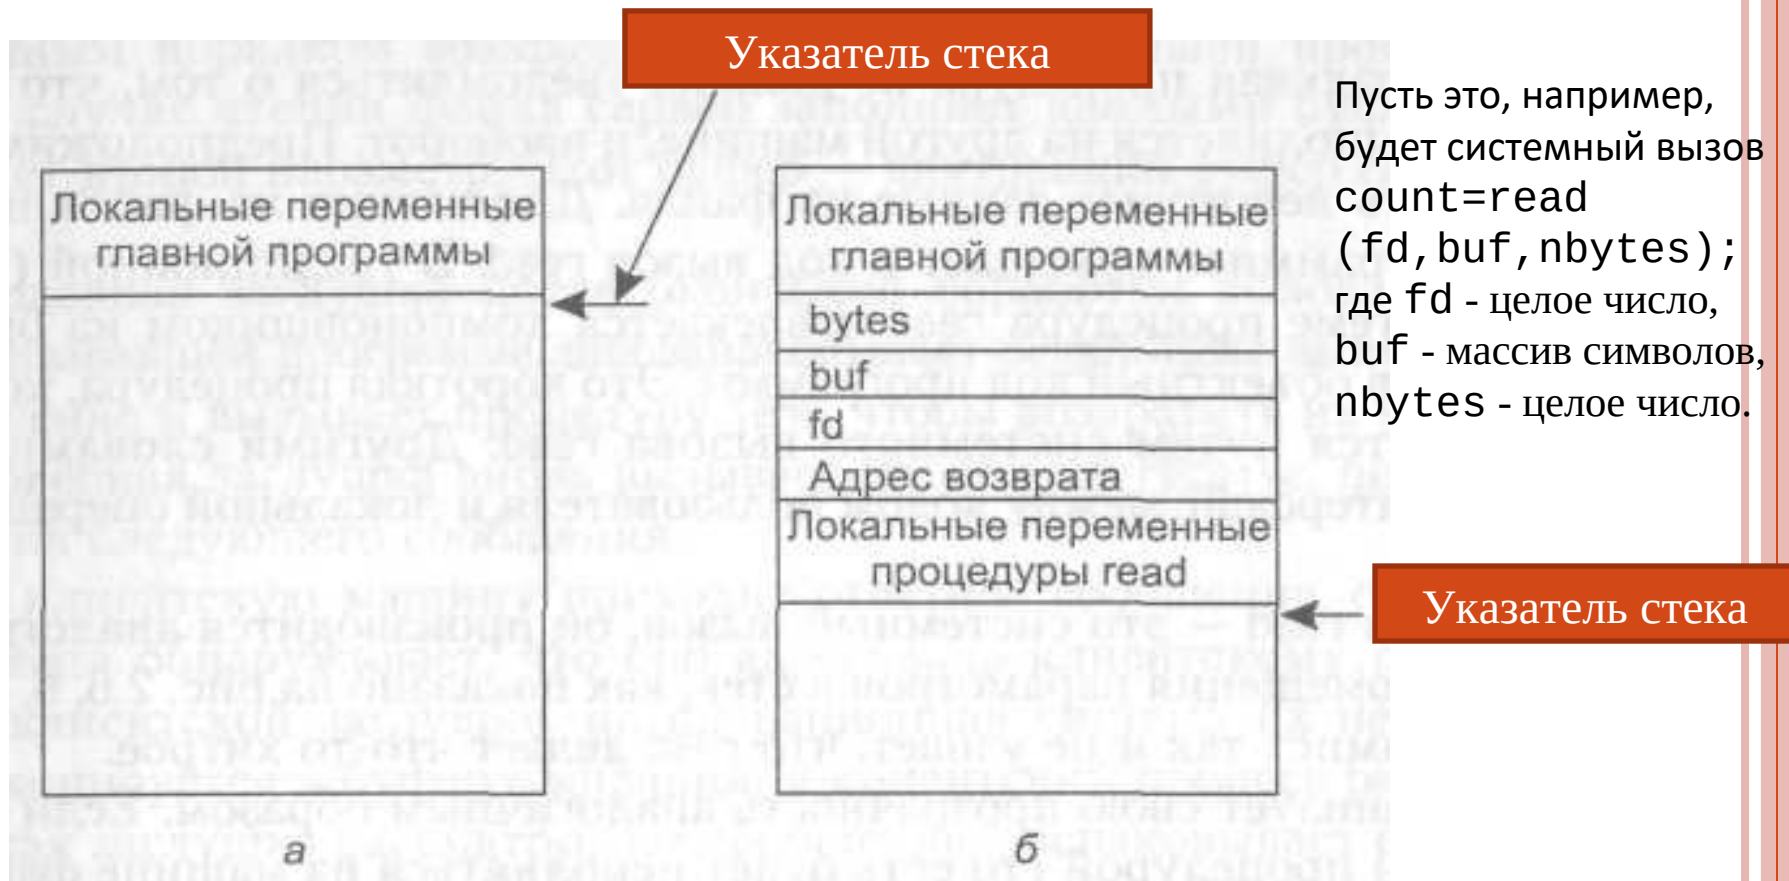 Указатель стека
Локальные переменные
главной программы
а
Локальные переменные
главной программы
bytes
buf
fd
Адрес возврата
Локальные переменные
процедуры read
б
Указатель стека
Пусть это, например,
будет системный вызов
count=read
(fd,buf,nbytes);
где fd - целое число,
buf - массив символов,
nbytes - целое число.